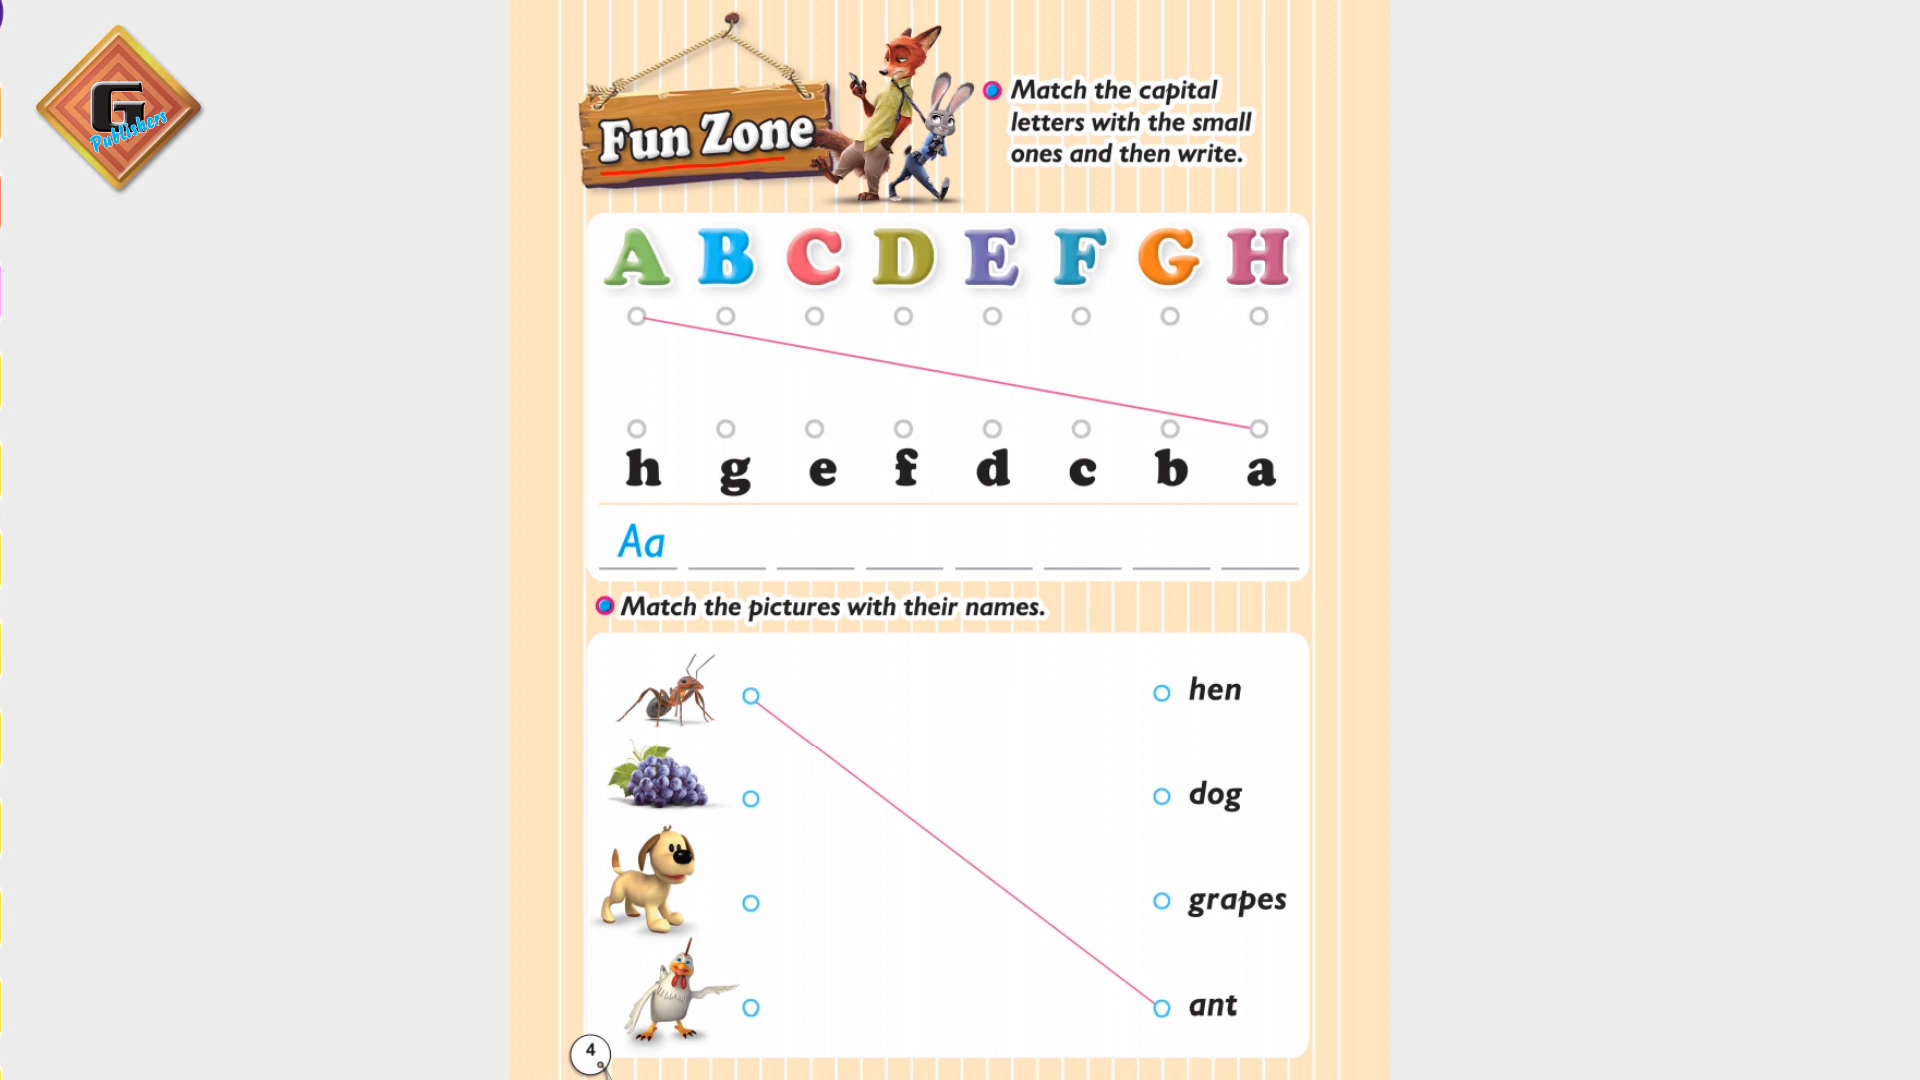 G
Publishers
Fun Zone
Match the capital
letters with the small
ones and then write.
A B C D E F G H
h g e f d c b a
Aa
Match the pictures with their names.
hen
dog
grapes
ant
4